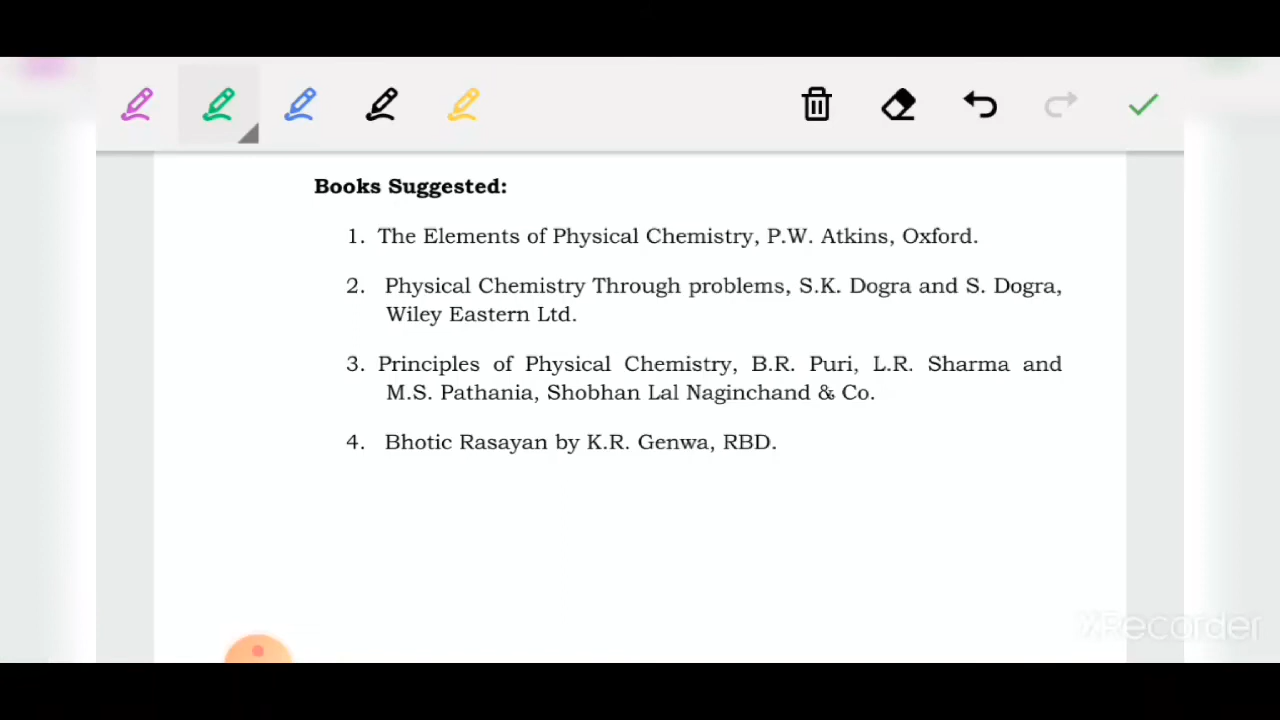 Books Suggested:
1. The Elements of Physical Chemistry, P.W. Atkins, Oxford.
2. Physical Chemistry Through problems, S.K. Dogra and S. Dogra,
Wiley Eastern Ltd.
3. Principles of Physical Chemistry, B.R. Puri, L.R. Sharma and
M.S. Pathania, Shobhan Lal Naginchand & Co.
4. Bhotic Rasayan by K.R. Genwa, RBD.
XRecorder